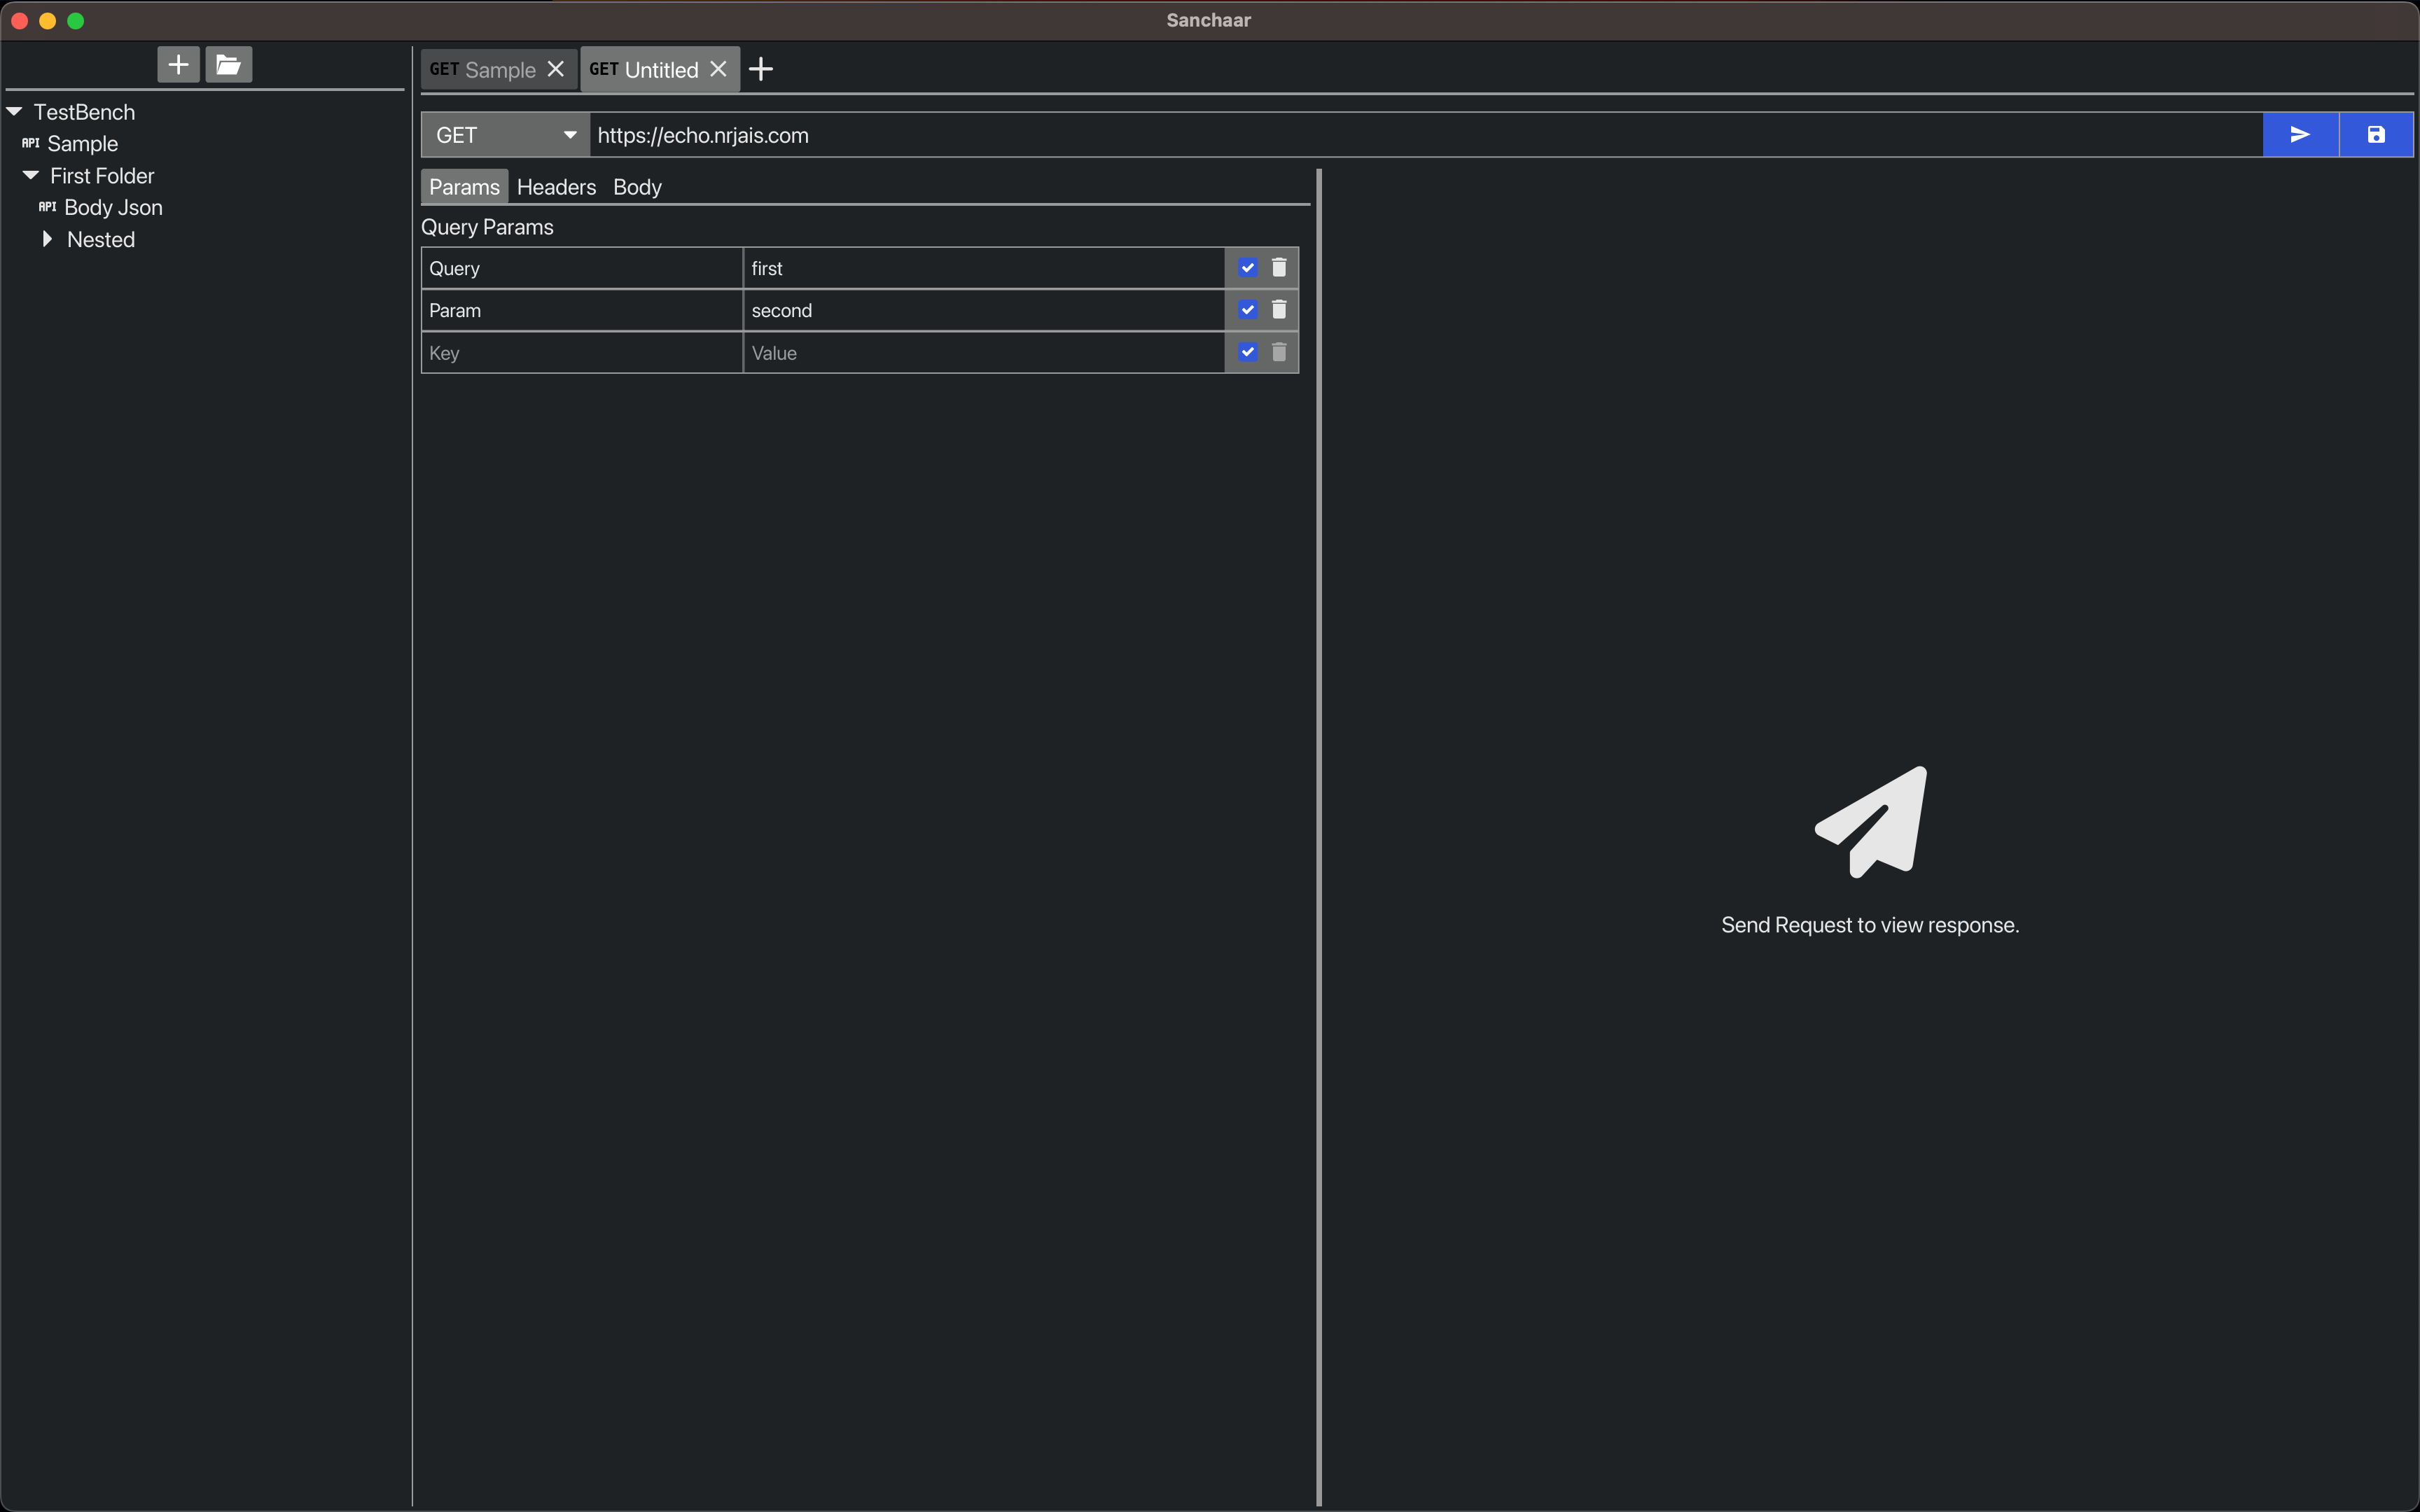 Sanchaar
TestBench
API Sample
First Folder
API Body Json
Nested
GET Sample GET Untitled
GET https://echo.nrjais.com
Params Headers Body
Query Params
Query first
Param second
Key Value
Send Request to view response.